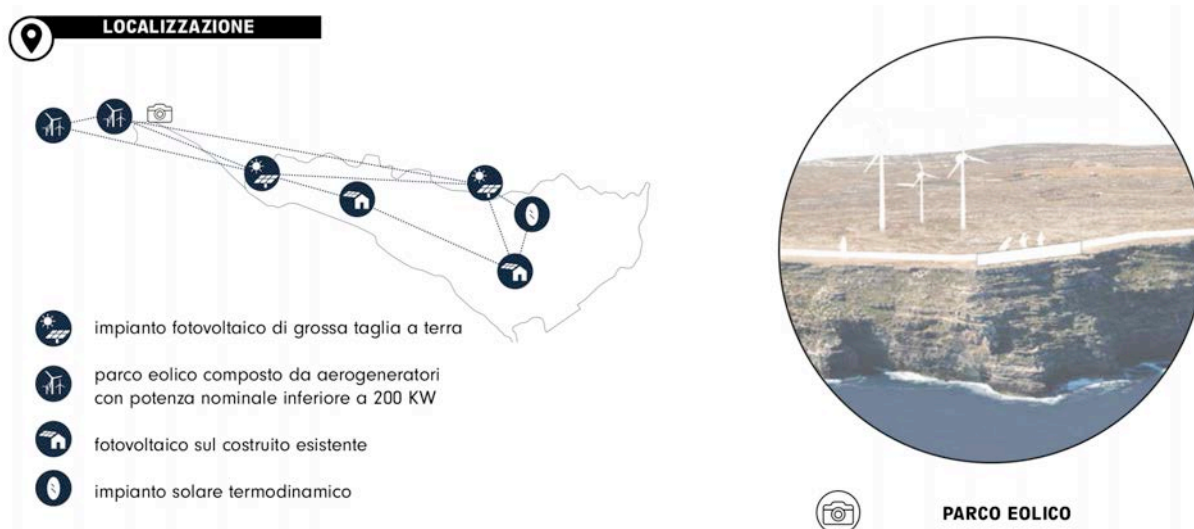 LOCALIZZAZIONE
impianto fotovoltaico di grossa taglia a terra
parco eolico composto da aerogeneratori
con potenza nominale inferiore a 200 KW
fotovoltaico sul costruito esistente
impianto solare termodinamico
PARCO EOLICO